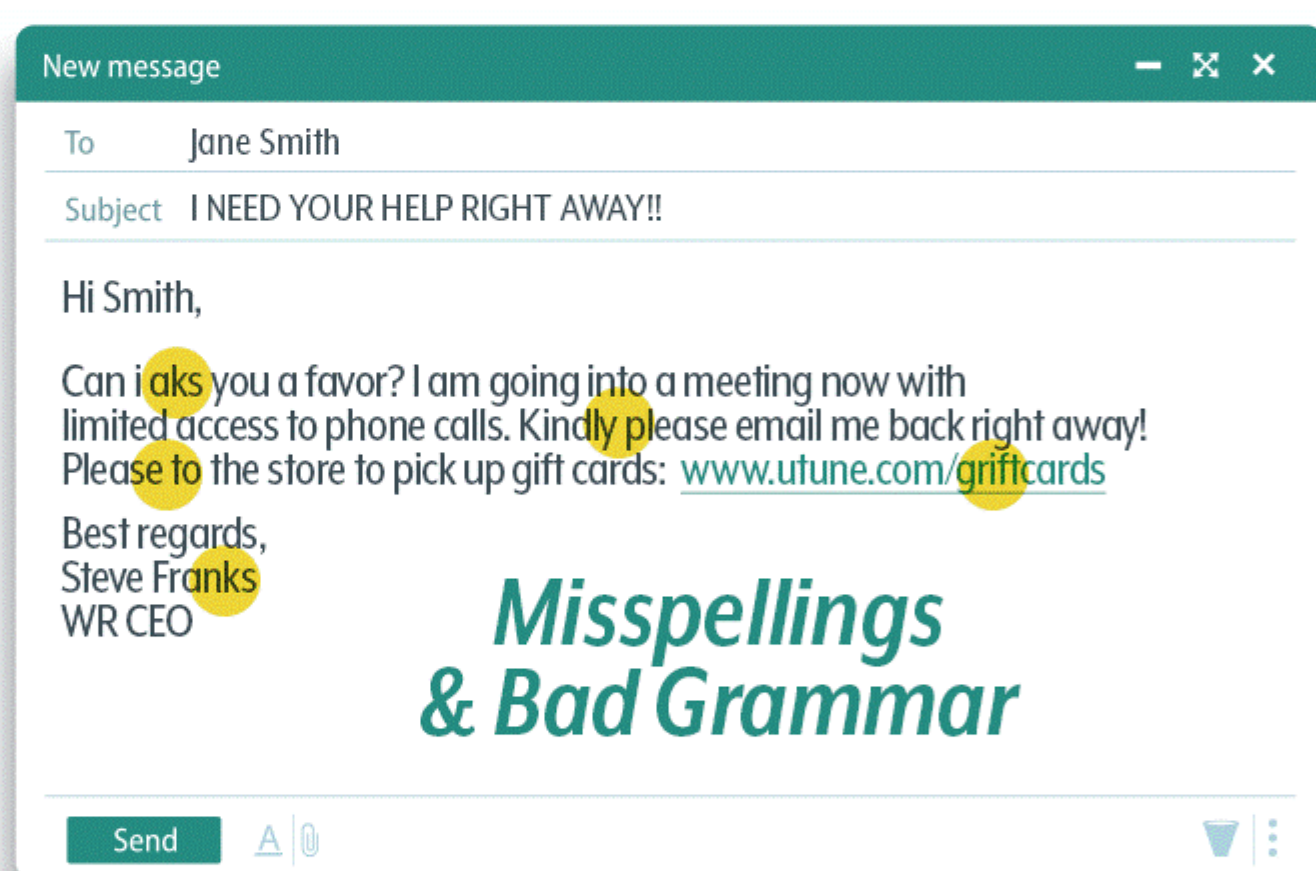 New message
To Jane Smith
Subject I NEED YOUR HELP RIGHT AWAY!!
Hi Smith,
Can i aks you a favor? I am going into a meeting now with
limited access to phone calls. Kindly please email me back right away!
Please to the store to pick up gift cards: www.utune.com/griftcards
Best regards,
Steve Franks
WR CEO
Misspellings
& Bad Grammar
Send A